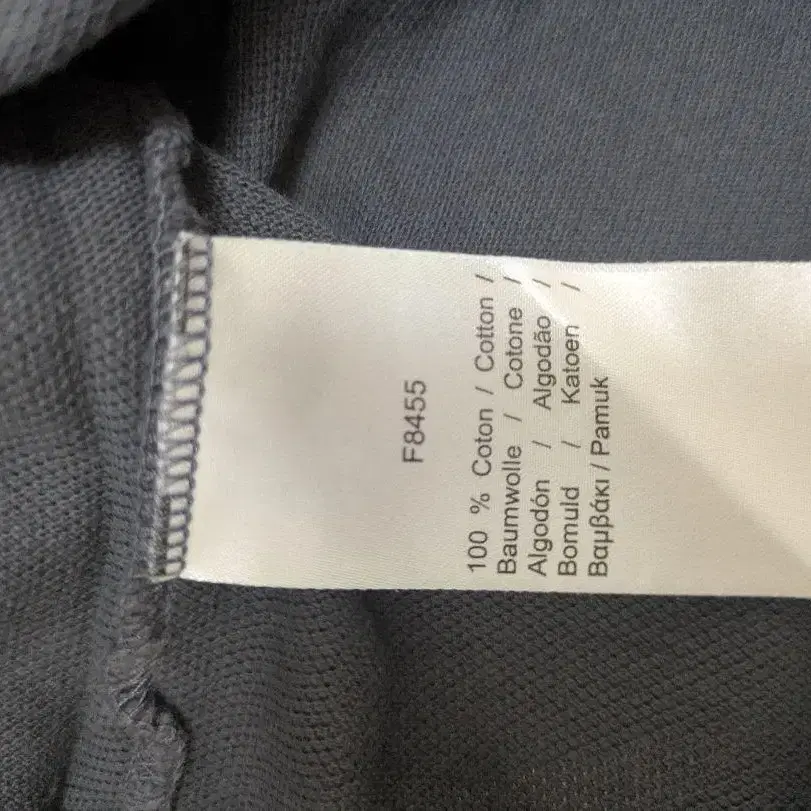 F8455
100 % Coton / Cotton /
Baumwolle / Cotone /
Algodón / Algodão /
Bomuld / Katoen /
Βαμβάκι / Pamuk